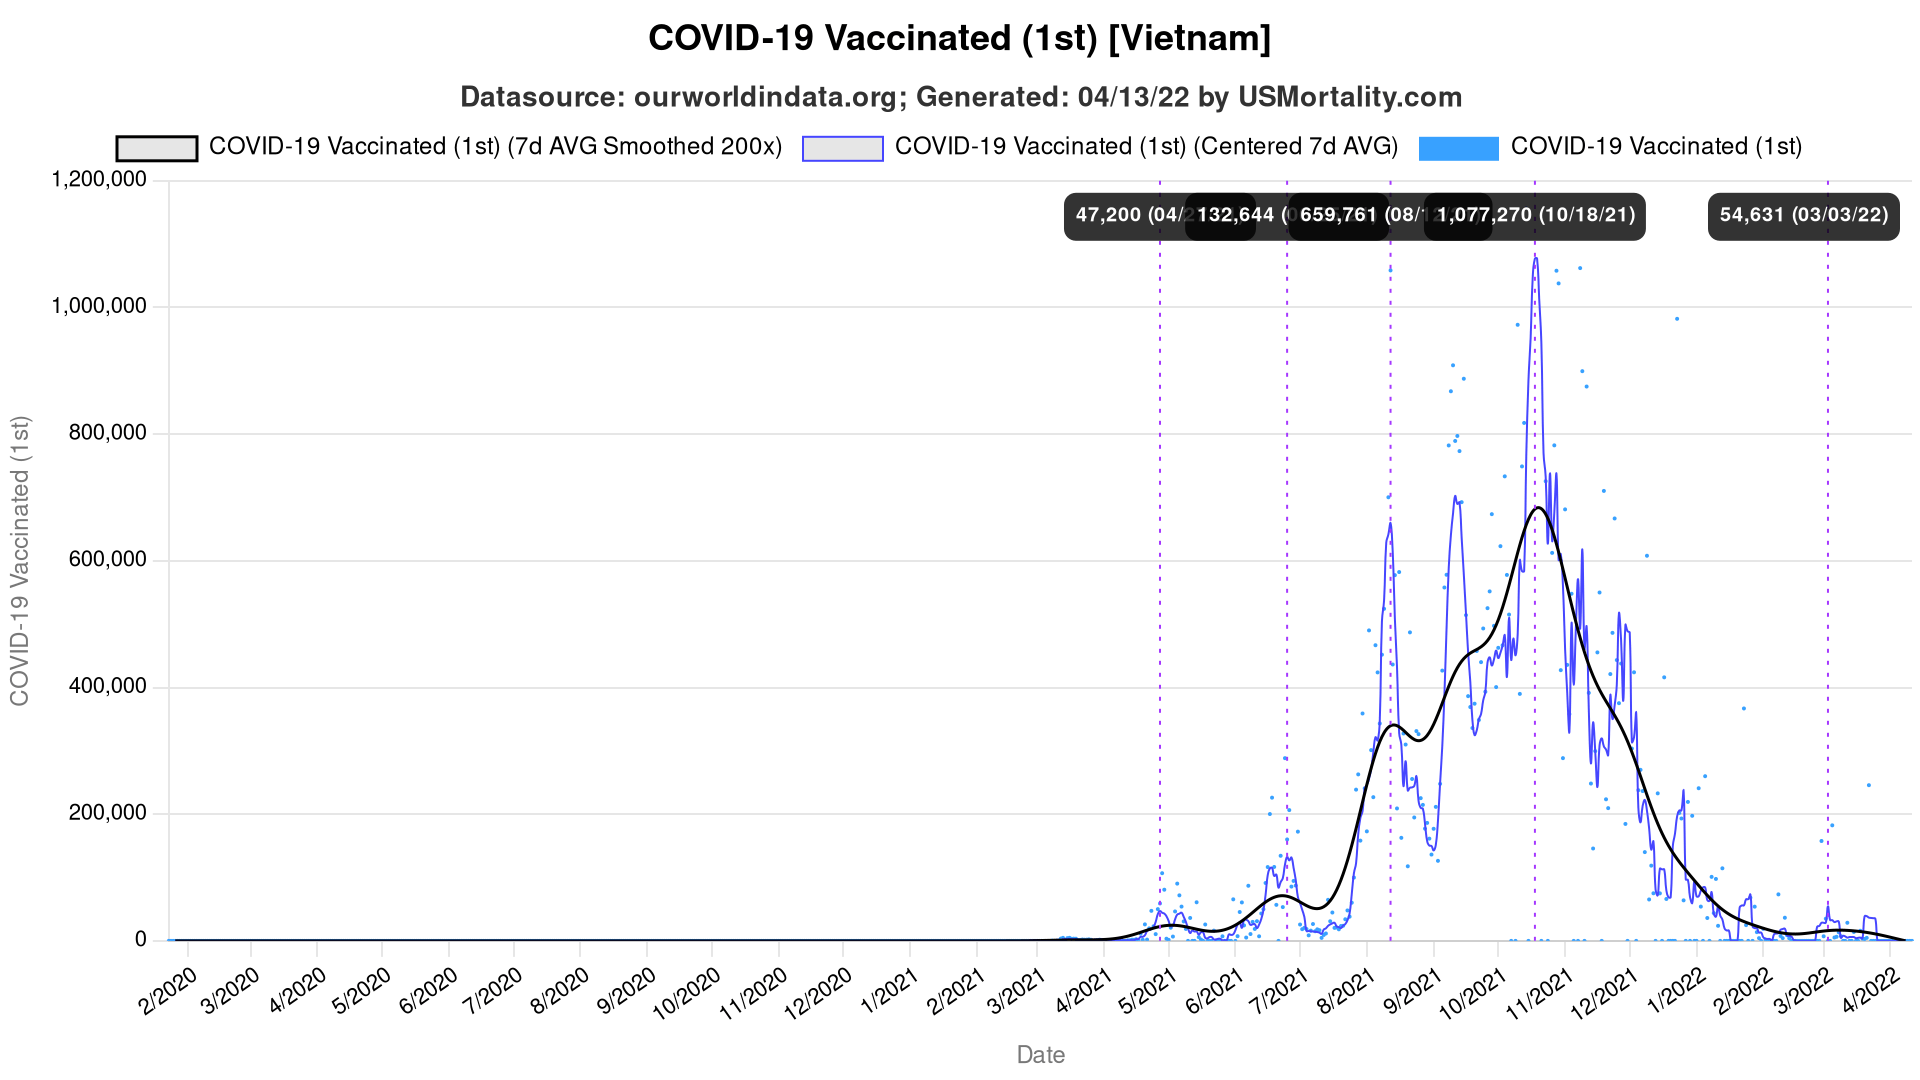 COVID-19 Vaccinated (1st) [Vietnam]
Datasource: ourworldindata.org; Generated: 04/13/22 by USMortality.com
COVID-19 Vaccinated (1st) (7d AVG Smoothed 200x) COVID-19 Vaccinated (1st) (Centered 7d AVG) COVID-19 Vaccinated (1st)
47,200 (04/ 132,644 ( 659,761 (08/ 1,077,270 (10/18/21) 54,631 (03/03/22)
1,200,000
1,000,000
800,000
600,000
400,000
200,000
0
COVID-19 Vaccinated (1st)
2/2020 3/2020 4/2020 5/2020 6/2020 7/2020 8/2020 9/2020 10/2020 11/2020 12/2020 1/2021 2/2021 3/2021 4/2021 5/2021 6/2021 7/2021 8/2021 9/2021 10/2021 11/2021 12/2021 1/2022 2/2022 3/2022 4/2022
Date